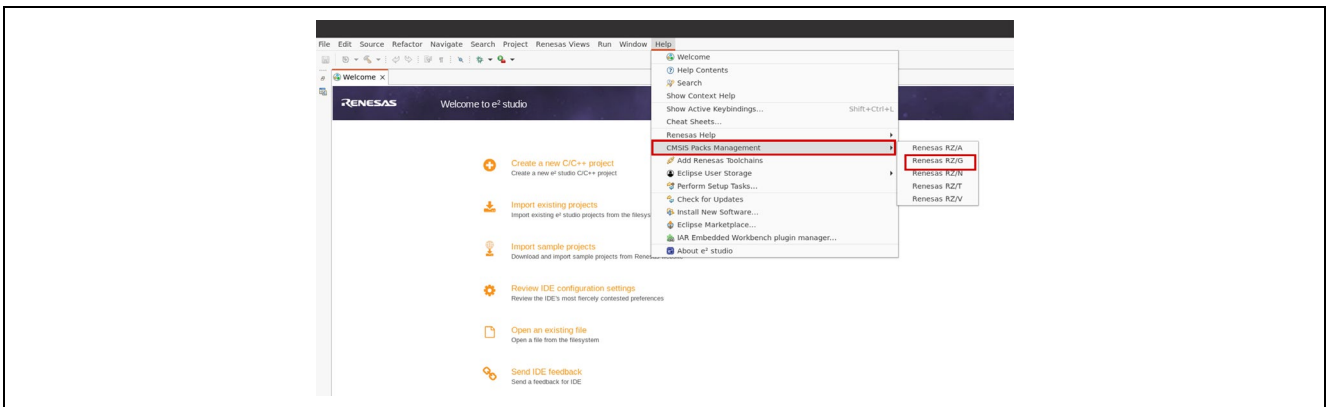 File Edit Source Refactor Navigate Search Project Renesas Views Run Window Help
Welcome
RENESAS Welcome to e² studio
Create a new C/C++ project
Create a new e² studio C/C++ project
Import existing projects
Import existing e² studio projects from the filesys
Import sample projects
Download and import sample projects from Renesas
Review IDE configuration settings
Review the IDE's most fiercely contested preferences
Open an existing file
Open a file from the filesystem
Send IDE feedback
Send a feedback for IDE
Welcome
Help Contents
Search
Show Context Help
Show Active Keybindings... Shift+Ctrl+L
Cheat Sheets...
Renesas Help
CMSIS Packs Management
Add Renesas Toolchains
Eclipse User Storage
Perform Setup Tasks...
Check for Updates
Install New Software...
Eclipse Marketplace...
IAR Embedded Workbench plugin manager...
About e² studio
Renesas RZ/A
Renesas RZ/G
Renesas RZ/N
Renesas RZ/T
Renesas RZ/V